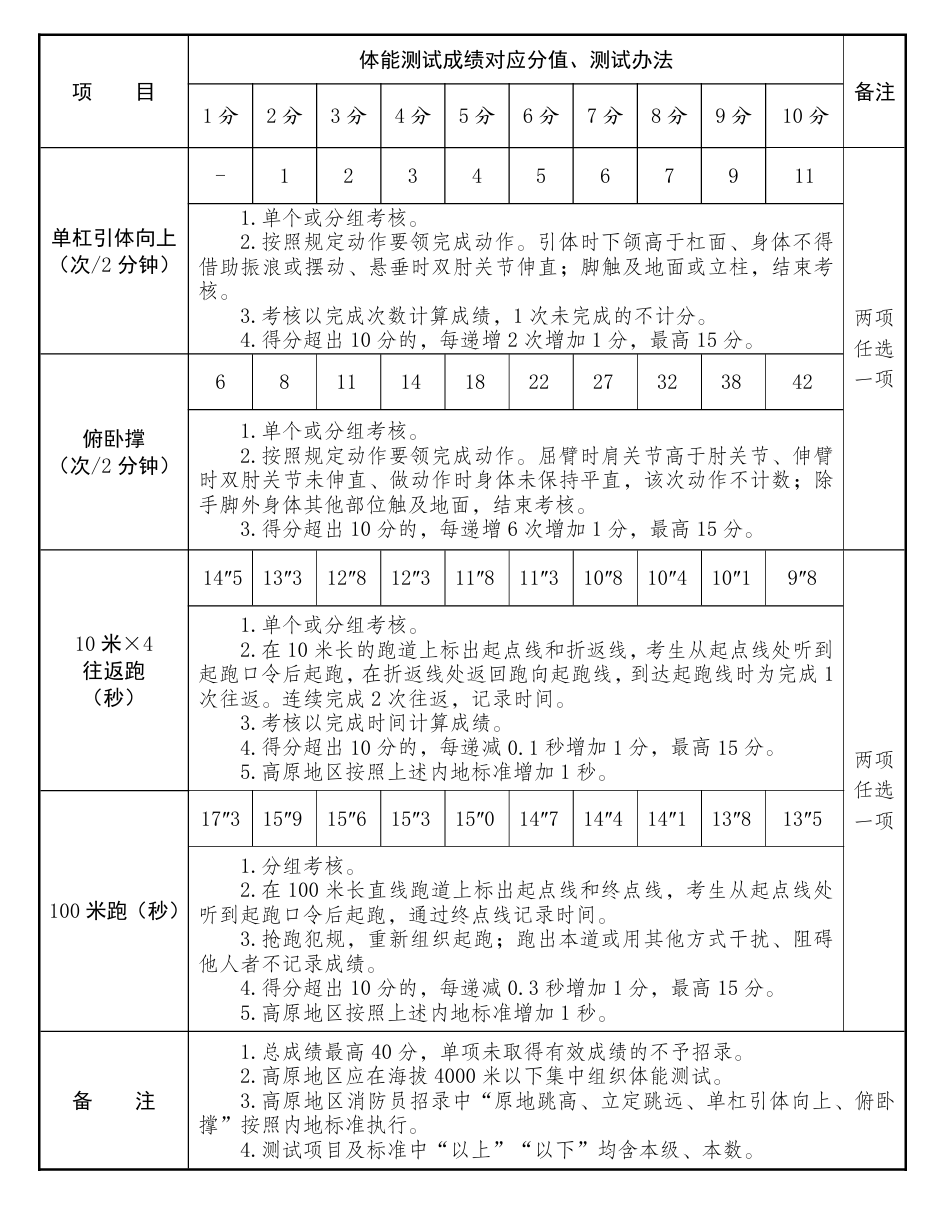 项　　目
体能测试成绩对应分值、测试办法
备注
1分 2分 3分 4分 5分 6分 7分 8分 9分 10分
单杠引体向上
（次/2分钟）
- 1 2 3 4 5 6 7 9 11
1.单个或分组考核。
2.按照规定动作要领完成动作。引体时下颌高于杠面、身体不得
借助振浪或摆动、悬垂时双肘关节伸直；脚触及地面或立柱，结束考
核。
3.考核以完成次数计算成绩，1次未完成的不计分。
4.得分超出10分的，每递增2次增加1分，最高15分。
两项
任选
一项
俯卧撑
（次/2分钟）
6 8 11 14 18 22 27 32 38 42
1.单个或分组考核。
2.按照规定动作要领完成动作。屈臂时肩关节高于肘关节、伸臂
时双肘关节未伸直、做动作时身体未保持平直，该次动作不计数；除
手脚外身体其他部位触及地面，结束考核。
3.得分超出10分的，每递增6次增加1分，最高15分。
10米×4
往返跑
（秒）
14″5 13″3 12″8 12″3 11″8 11″3 10″8 10″4 10″1 9″8
1.单个或分组考核。
2.在10米长的跑道上标出起点线和折返线，考生从起点线处听到
起跑口令后起跑，在折返线处返回跑向起跑线，到达起跑线时为完成1
次往返。连续完成2次往返，记录时间。
3.考核以完成时间计算成绩。
4.得分超出10分的，每递减0.1秒增加1分，最高15分。
5.高原地区按照上述内地标准增加1秒。
两项
任选
一项
100米跑（秒）
17″3 15″9 15″6 15″3 15″0 14″7 14″4 14″1 13″8 13″5
1.分组考核。
2.在100米长直线跑道上标出起点线和终点线，考生从起点线处
听到起跑口令后起跑，通过终点线记录时间。
3.抢跑犯规，重新组织起跑；跑出本道或用其他方式干扰、阻碍
他人者不记录成绩。
4.得分超出10分的，每递减0.3秒增加1分，最高15分。
5.高原地区按照上述内地标准增加1秒。
备　　注
1.总成绩最高40分，单项未取得有效成绩的不予招录。
2.高原地区应在海拔4000米以下集中组织体能测试。
3.高原地区消防员招录中“原地跳高、立定跳远、单杠引体向上、俯卧
撑”按照内地标准执行。
4.测试项目及标准中“以上”“以下”均含本级、本数。